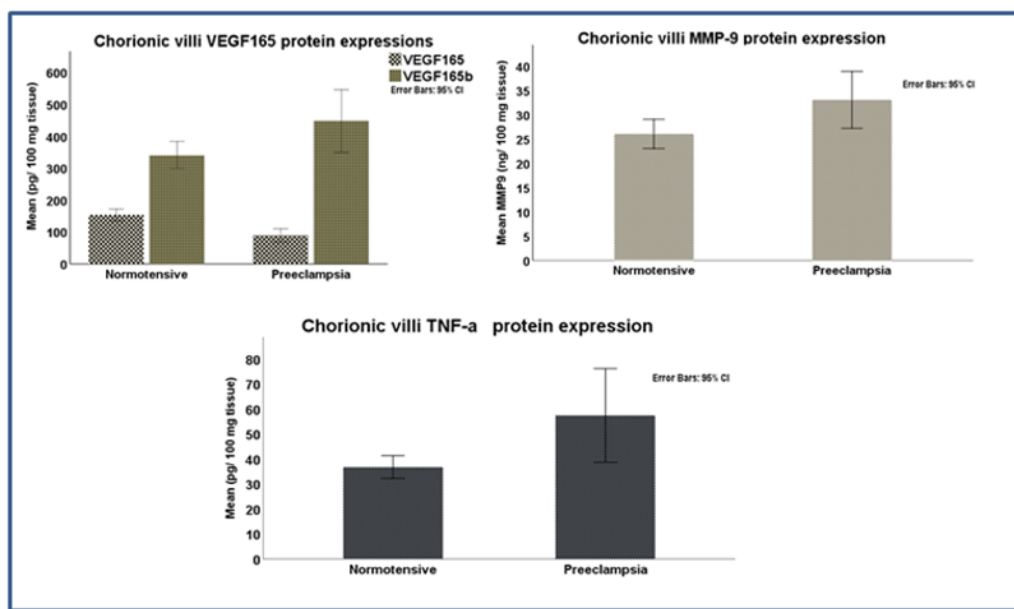 Chorionic villi VEGF165 protein expressions
VEGF165
VEGF165b
Error Bars: 95% CI
Mean (pg/ 100 mg tissue)
600
500
400
300
200
100
0
Normotensive
Preeclampsia
Chorionic villi MMP-9 protein expression
Error Bars: 95% CI
Mean MMP9 (ng/ 100 mg tissue)
40
35
30
25
20
15
10
5
0
Normotensive
Preeclampsia
Chorionic villi TNF-a protein expression
Error Bars: 95% CI
Mean (pg/ 100 mg tissue)
80
70
60
50
40
30
20
10
0
Normotensive
Preeclampsia